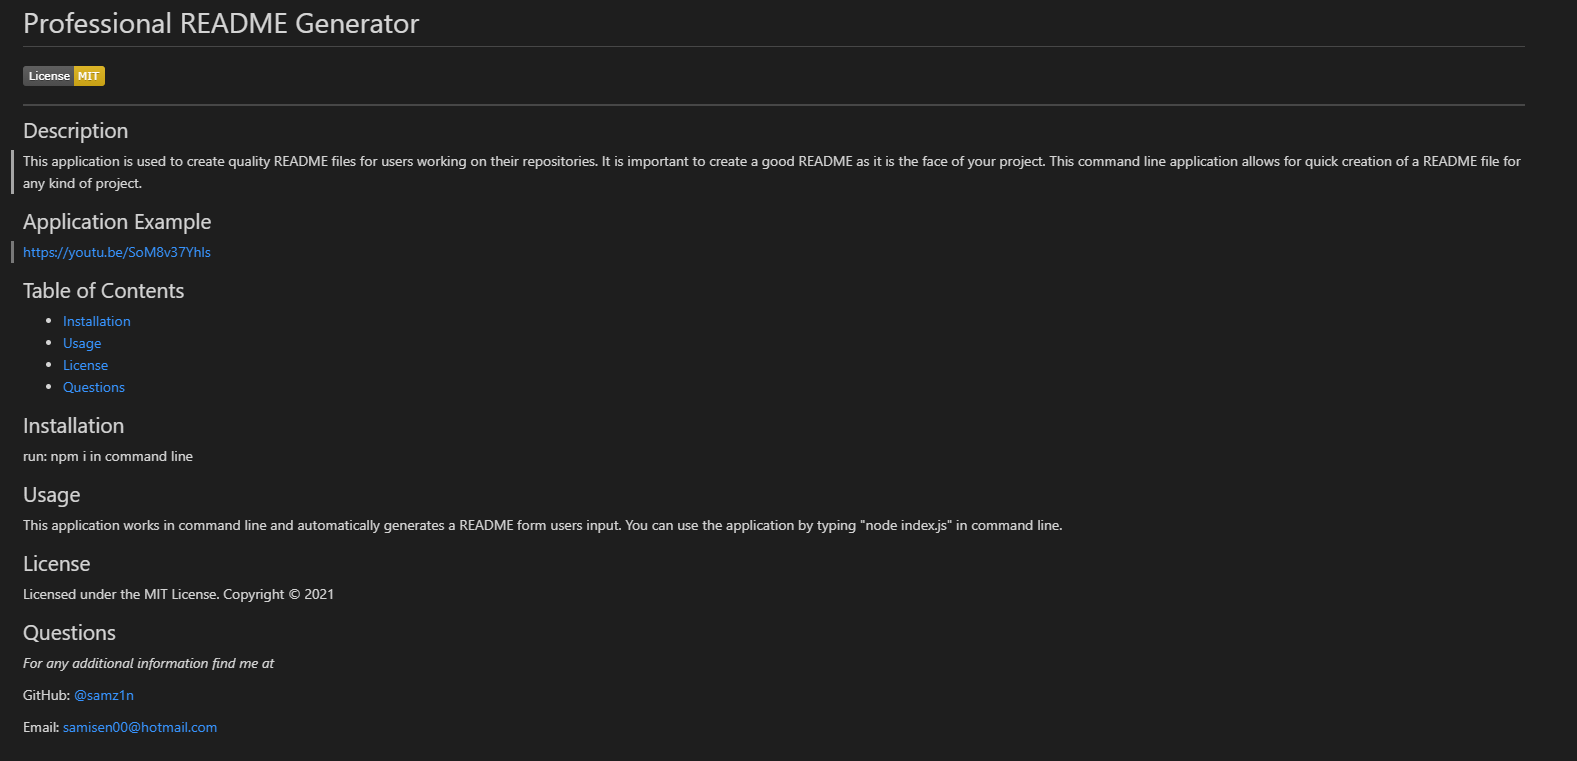 Professional README Generator
License MIT
Description
This application is used to create quality README files for users working on their repositories. It is important to create a good README as it is the face of your project. This command line application allows for quick creation of a README file for
any kind of project.
Application Example
https://youtu.be/SoM8v37Yhls
Table of Contents
Installation
Usage
License
Questions
Installation
run: npm i in command line
Usage
This application works in command line and automatically generates a README form users input. You can use the application by typing "node index.js" in command line.
License
Licensed under the MIT License. Copyright © 2021
Questions
For any additional information find me at
GitHub: @samz1n
Email: samisen00@hotmail.com